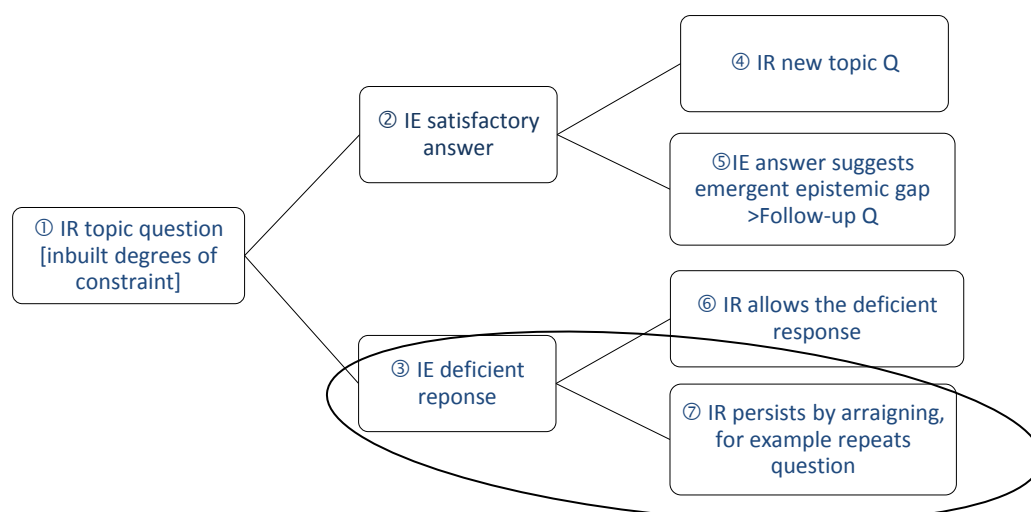 ① IR topic question
[inbuilt degrees of
constraint]
② IE satisfactory
answer
④ IR new topic Q
⑤IE answer suggests
emergent epistemic gap
>Follow-up Q
③ IE deficient
reponse
⑥ IR allows the deficient
response
⑦ IR persists by arraigning,
for example repeats
question